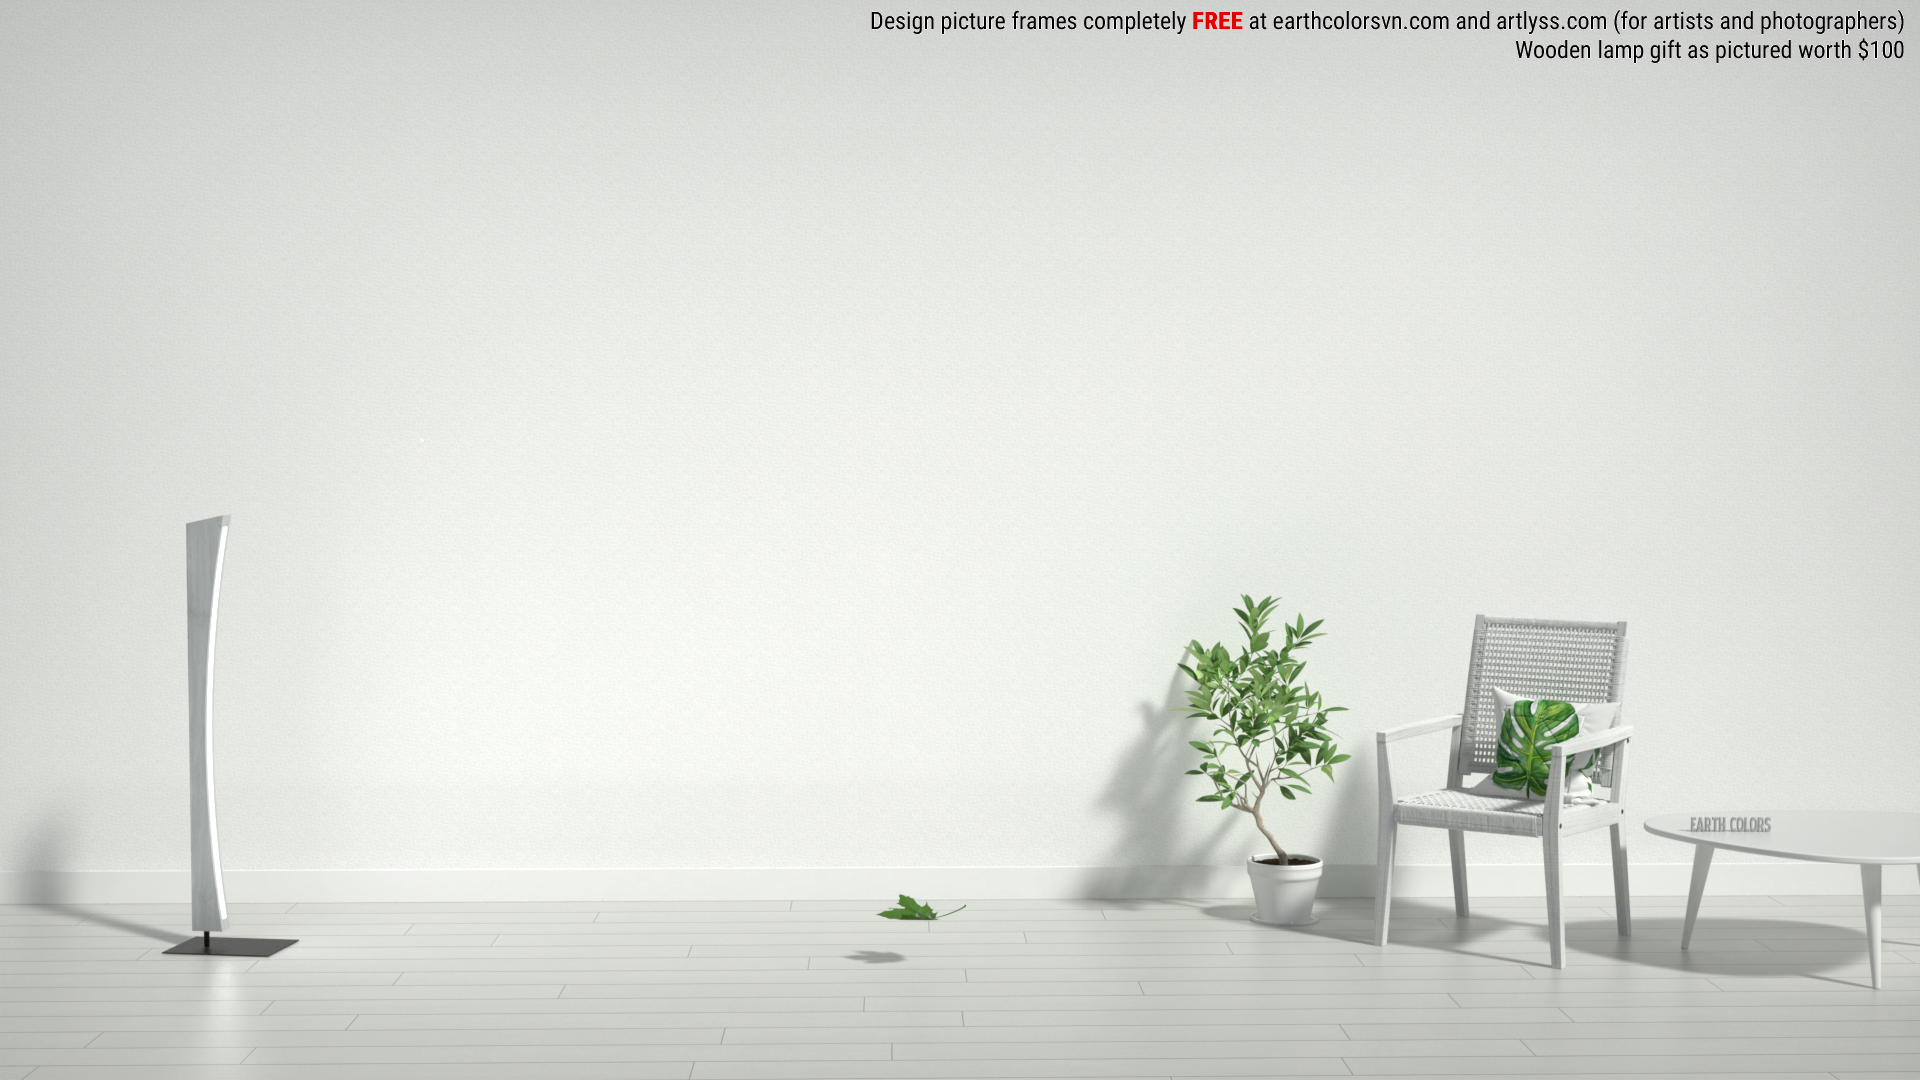 Design picture frames completely FREE at earthcolorsvn.com and artlyss.com (for artists and photographers)
Wooden lamp gift as pictured worth $100
EARTH COLORS